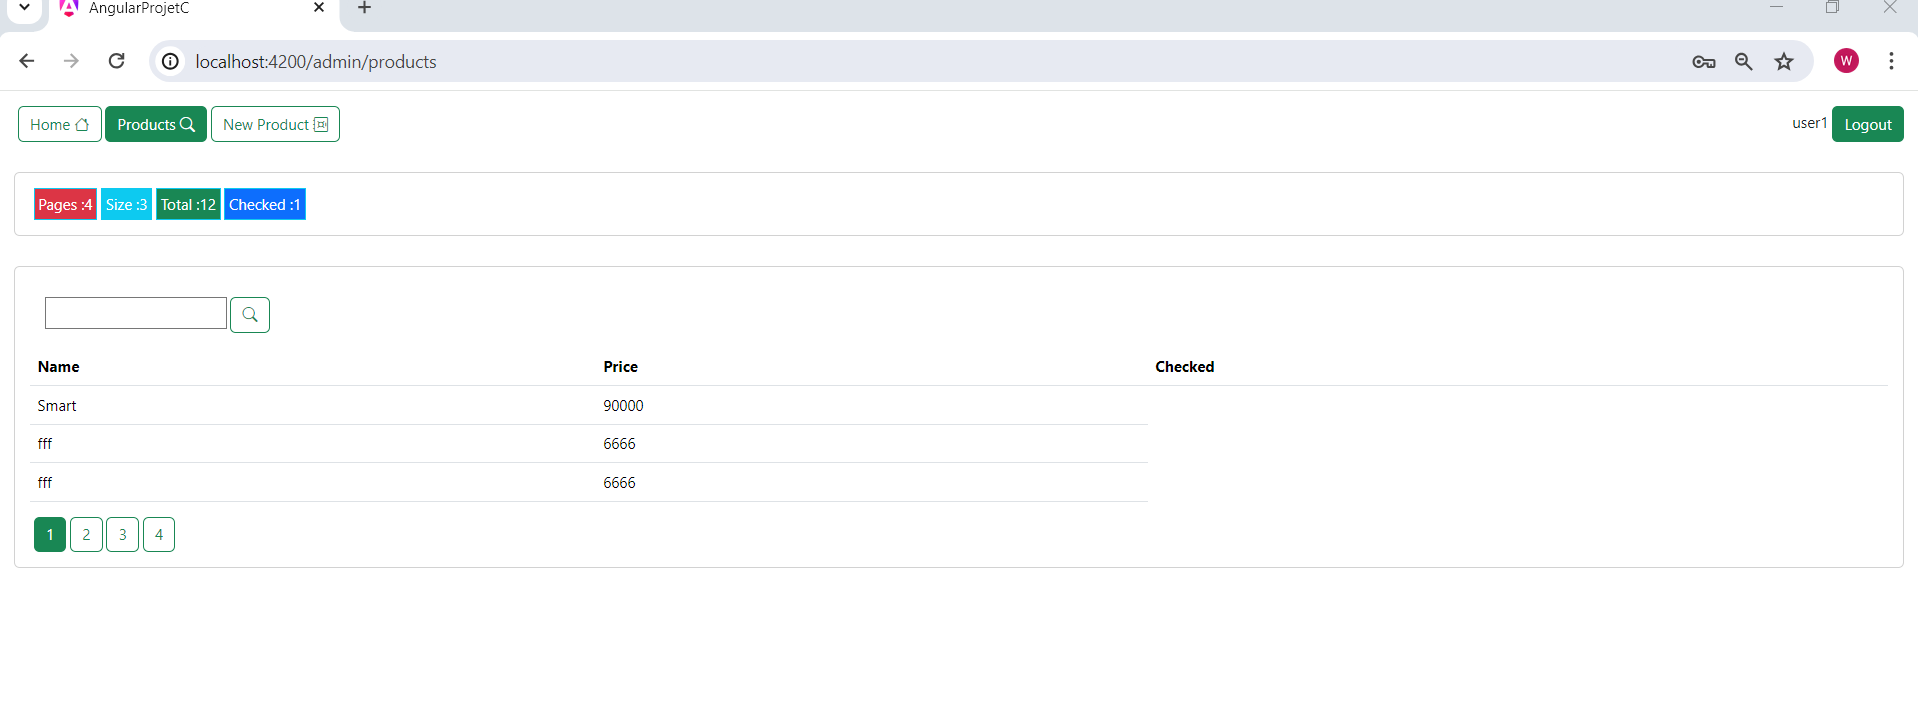 AngularProjetC
localhost:4200/admin/products
W
Home Products New Product user1 Logout
Pages :4 Size :3 Total :12 Checked :1
Name Price Checked
Smart 90000
fff 6666
fff 6666
1 2 3 4